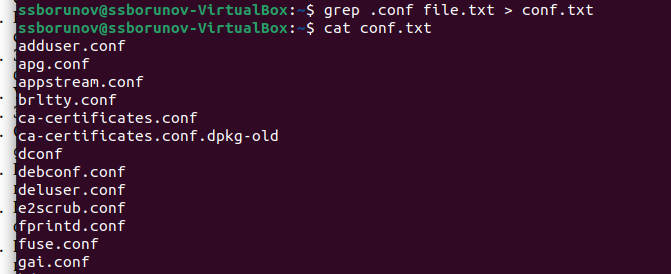 ssborunov@ssborunov-VirtualBox:~$ grep .conf file.txt > conf.txt
ssborunov@ssborunov-VirtualBox:~$ cat conf.txt
adduser.conf
apg.conf
appstream.conf
brltty.conf
ca-certificates.conf
ca-certificates.conf.dpkg-old
dconf
debconf.conf
deluser.conf
e2scrub.conf
fprintd.conf
fuse.conf
gai.conf